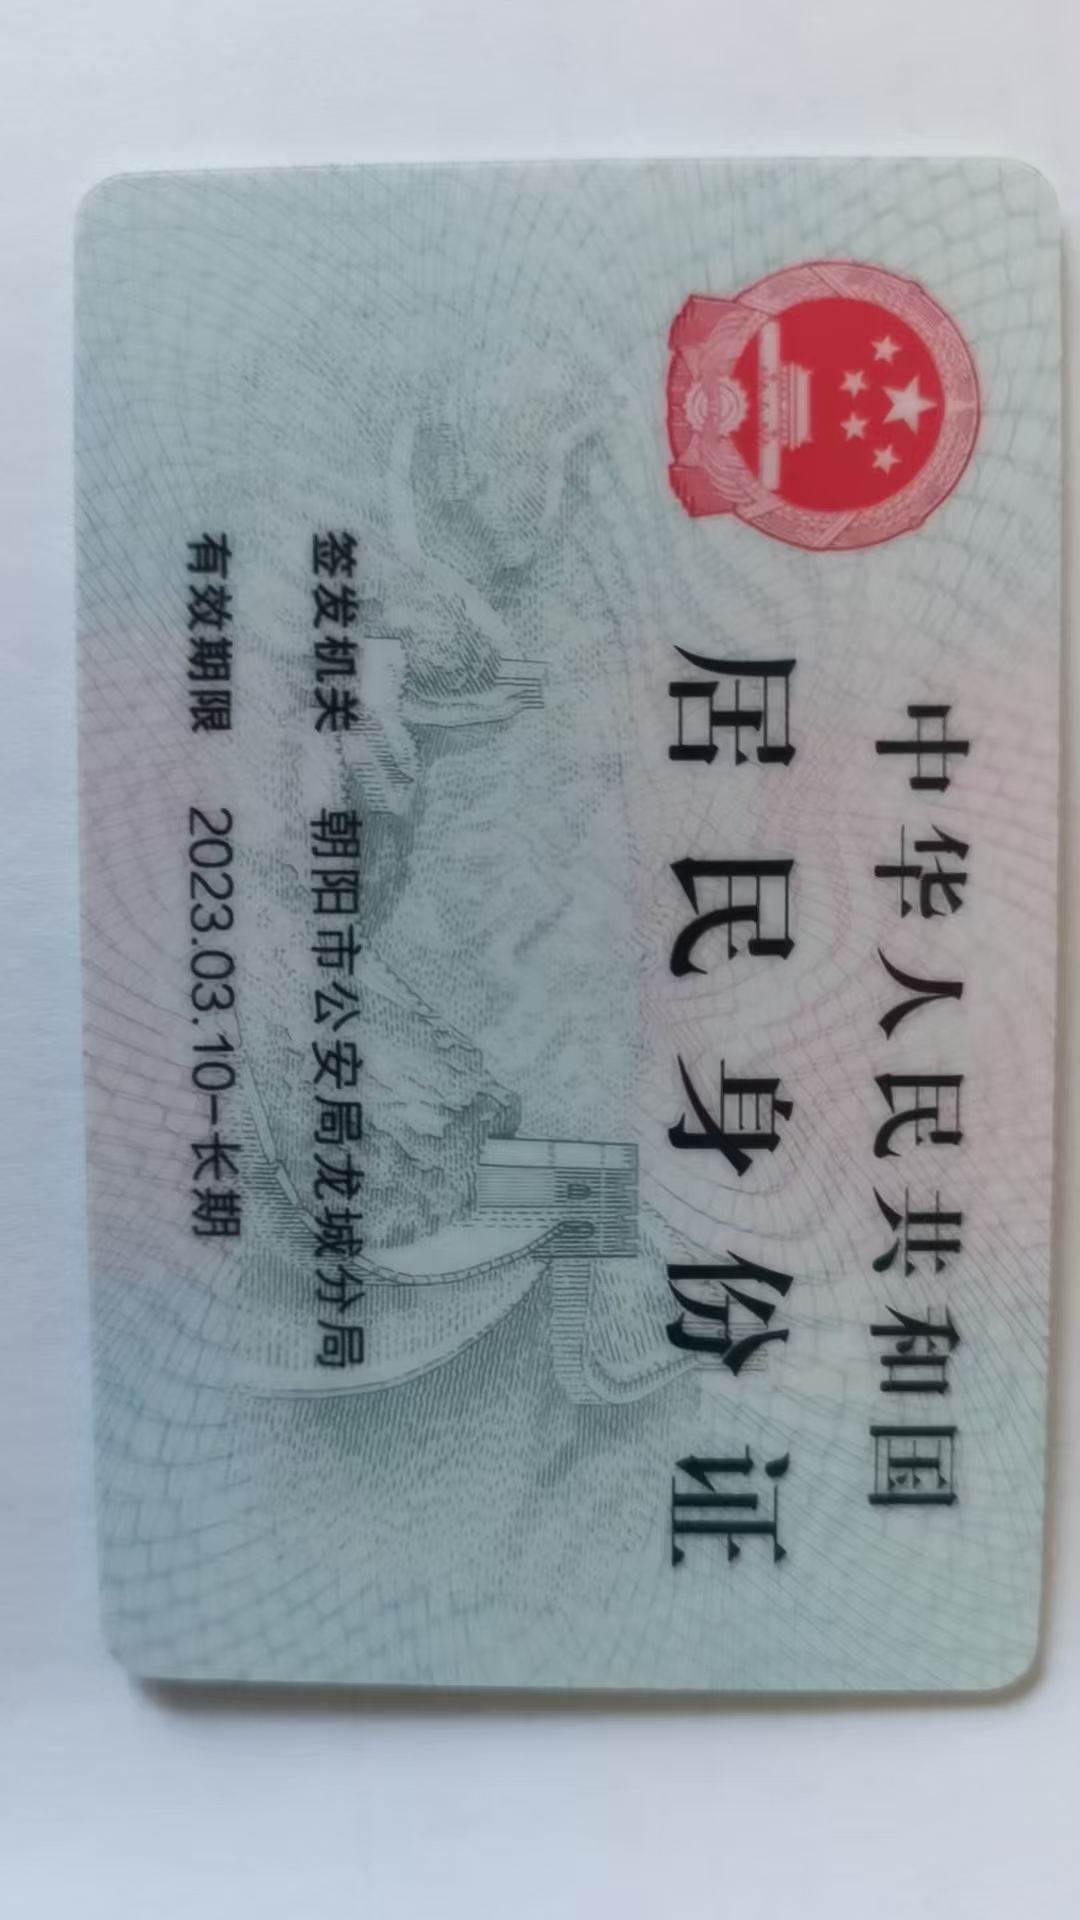 中华人民共和国
居民身份证
签发机关 朝阳市公安局龙城分局
有效期限 2023.03.10-长期